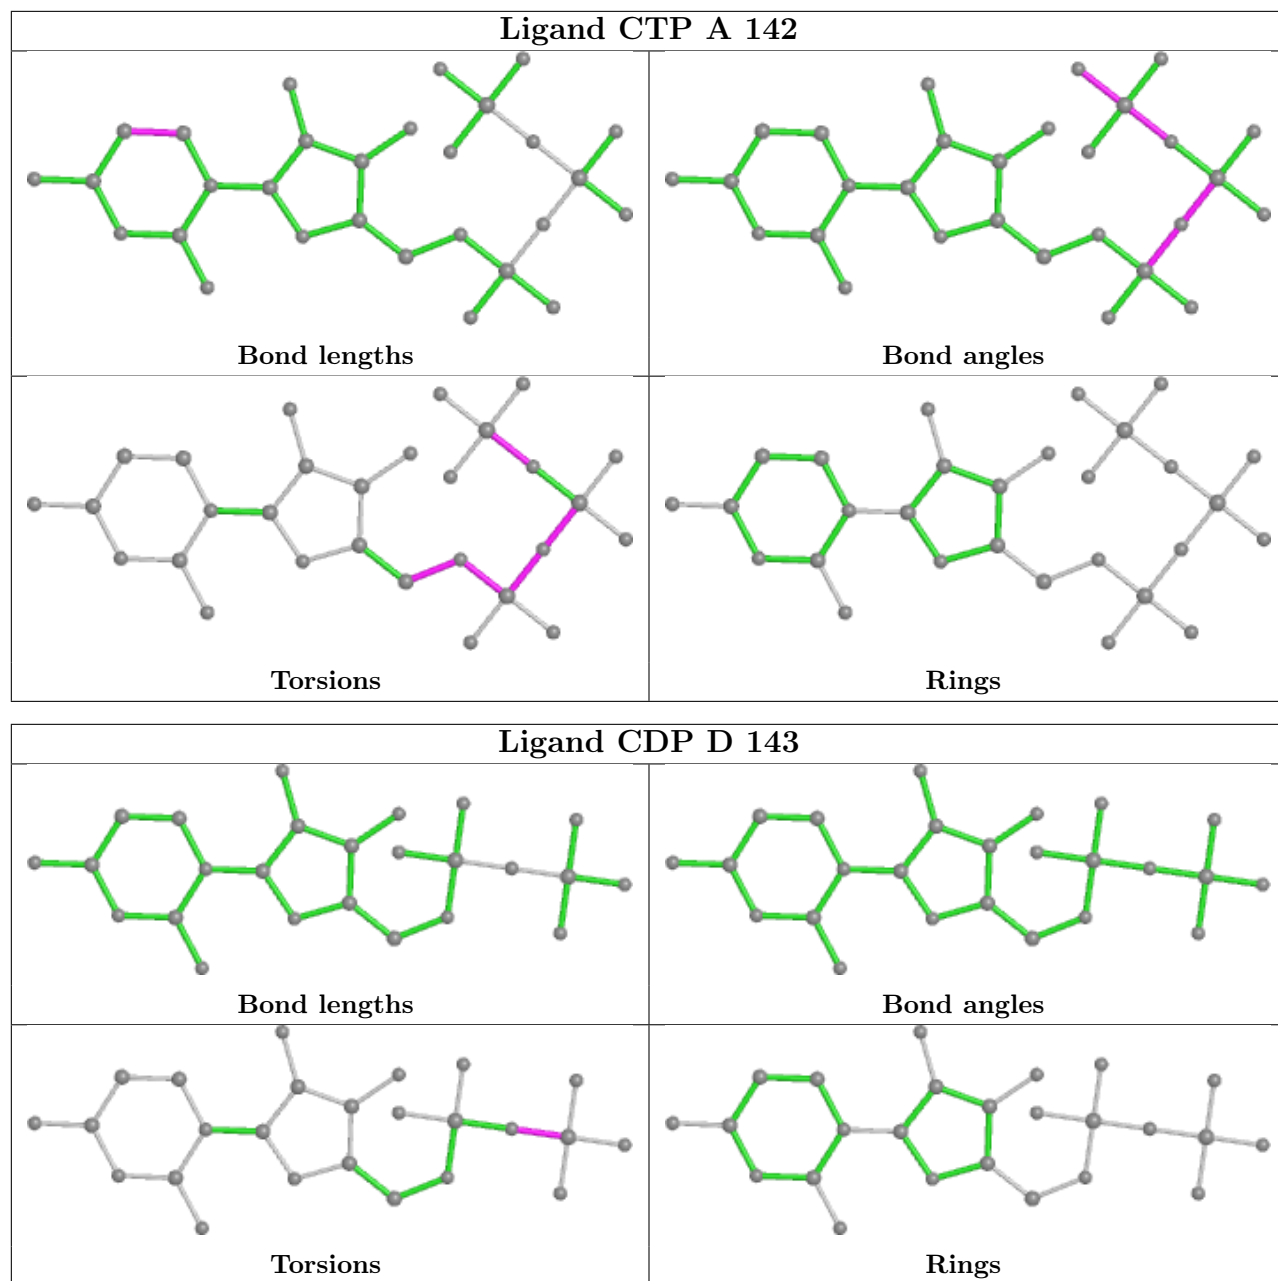 Ligand CTP A 142
Bond lengths
Bond angles
Torsions
Rings
Ligand CDP D 143
Bond lengths
Bond angles
Torsions
Rings